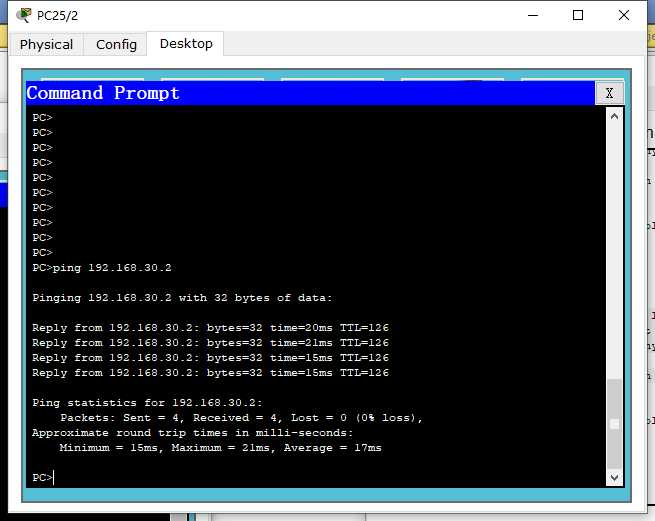 PC25/2
Physical Config Desktop
Command Prompt
X
PC>
PC>
PC>
PC>
PC>
PC>
PC>
PC>
PC>
PC>
PC>ping 192.168.30.2
Pinging 192.168.30.2 with 32 bytes of data:
Reply from 192.168.30.2: bytes=32 time=20ms TTL=126
Reply from 192.168.30.2: bytes=32 time=21ms TTL=126
Reply from 192.168.30.2: bytes=32 time=15ms TTL=126
Reply from 192.168.30.2: bytes=32 time=15ms TTL=126
Ping statistics for 192.168.30.2:
Packets: Sent = 4, Received = 4, Lost = 0 (0% loss),
Approximate round trip times in milli-seconds:
Minimum = 15ms, Maximum = 21ms, Average = 17ms
PC>